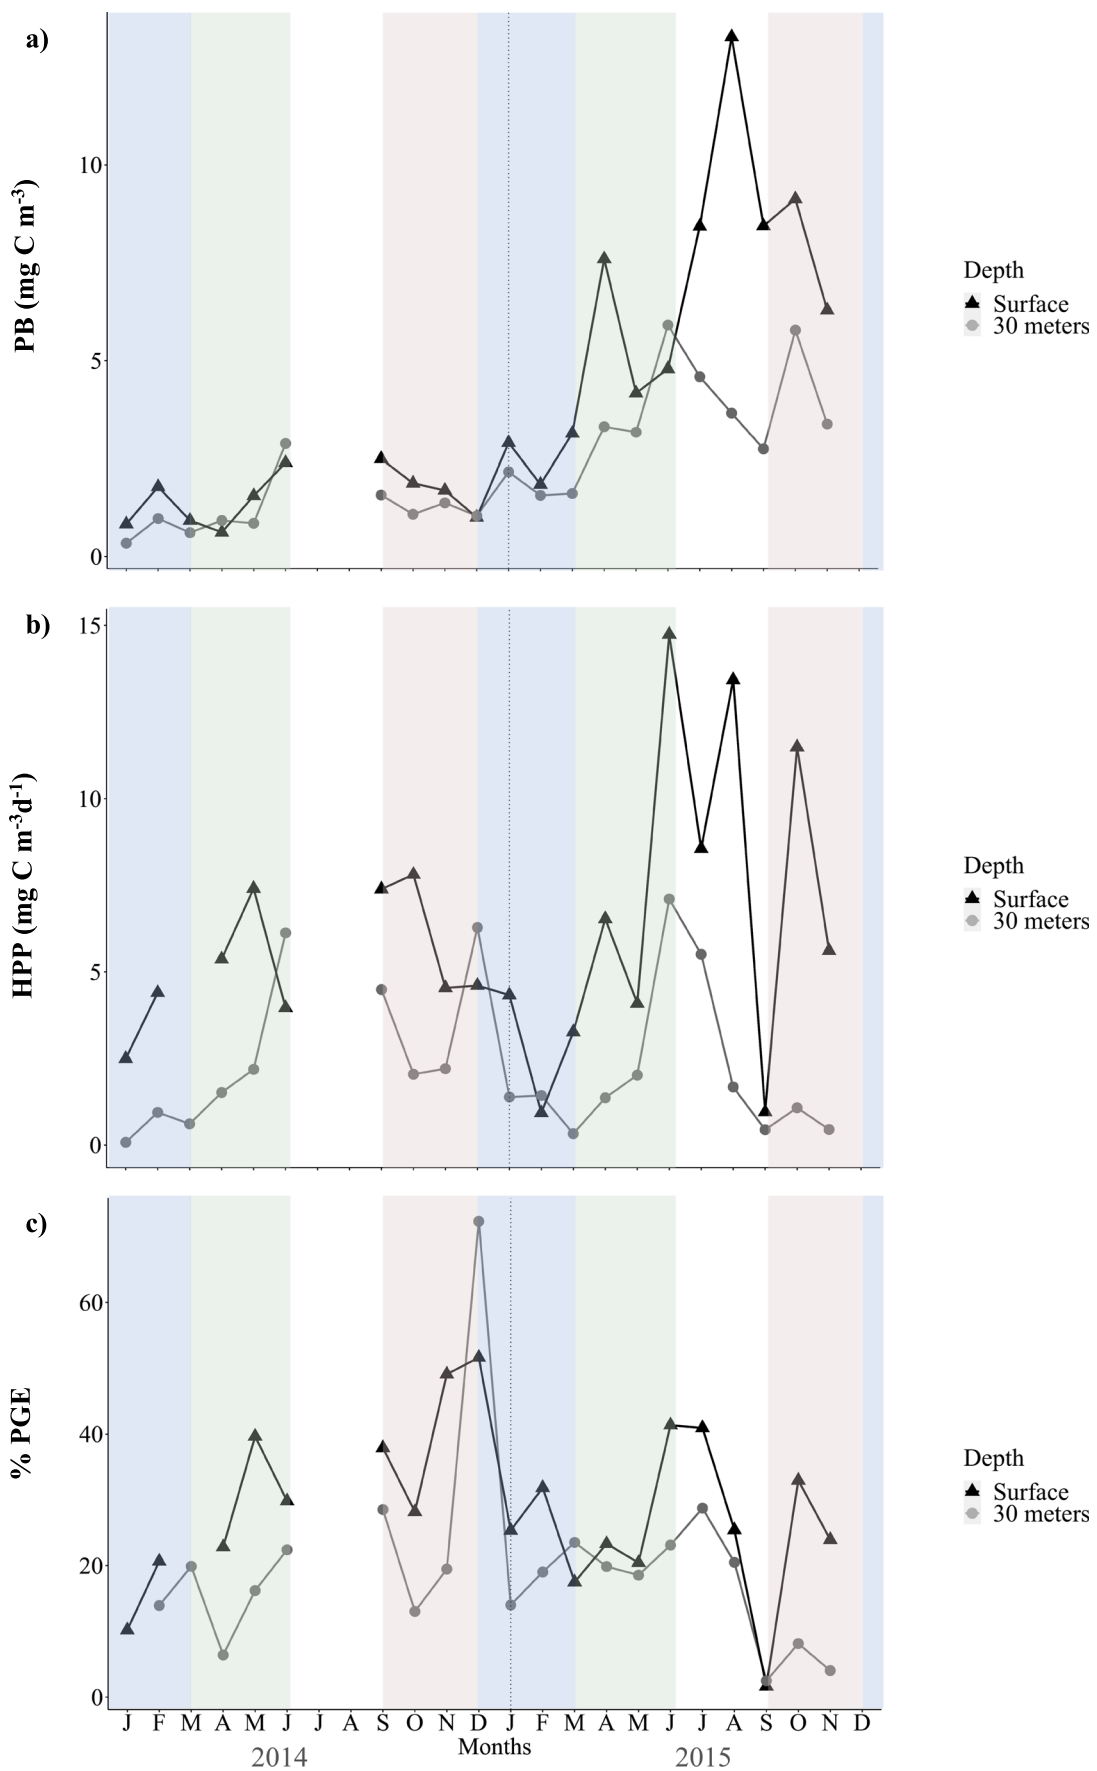 a)
PB (mg C m-3)
10
5
0
Depth
Surface
30 meters
b)
HPP (mg C m-3d-1)
15
10
5
0
Depth
Surface
30 meters
c)
% PGE
60
40
20
0
Depth
Surface
30 meters
J F M A M J J A S O N D J F M A M J J A S O N D
Months
2014 2015